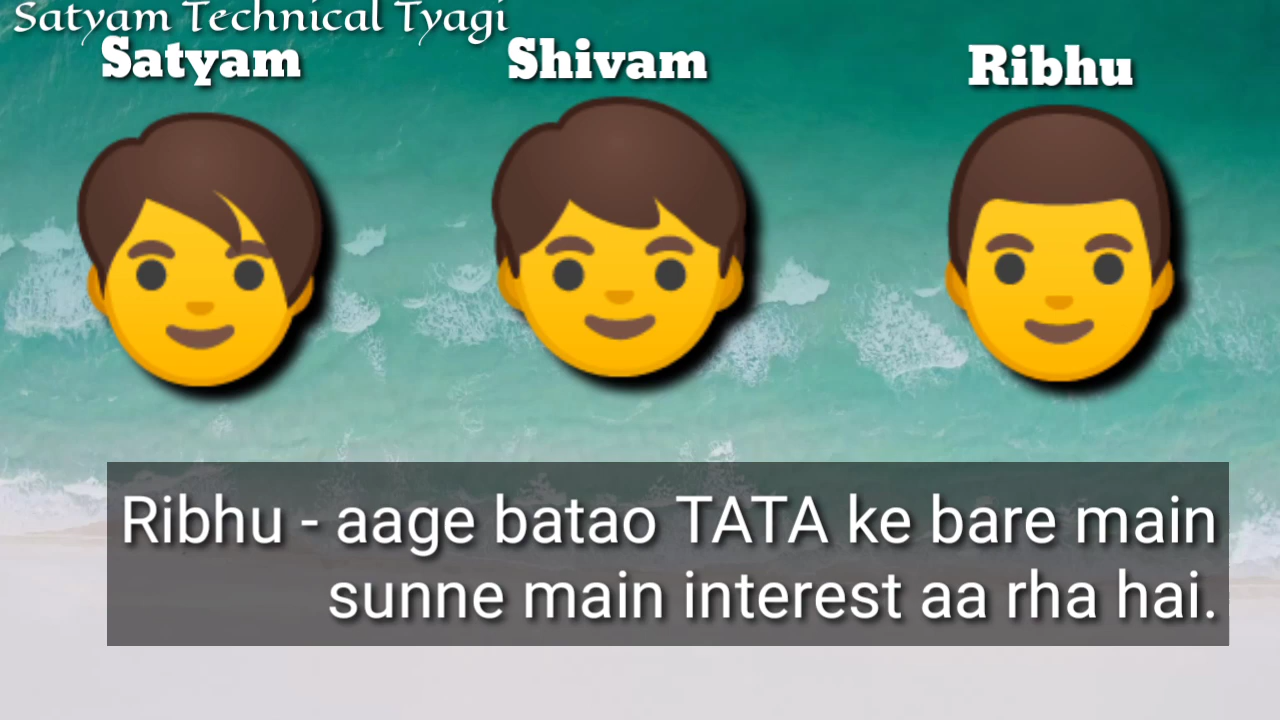 Satyam Technical Tyagi
Satyam
Shivam
Ribhu
Ribhu - aage batao TATA ke bare main
sunne main interest aa rha hai.